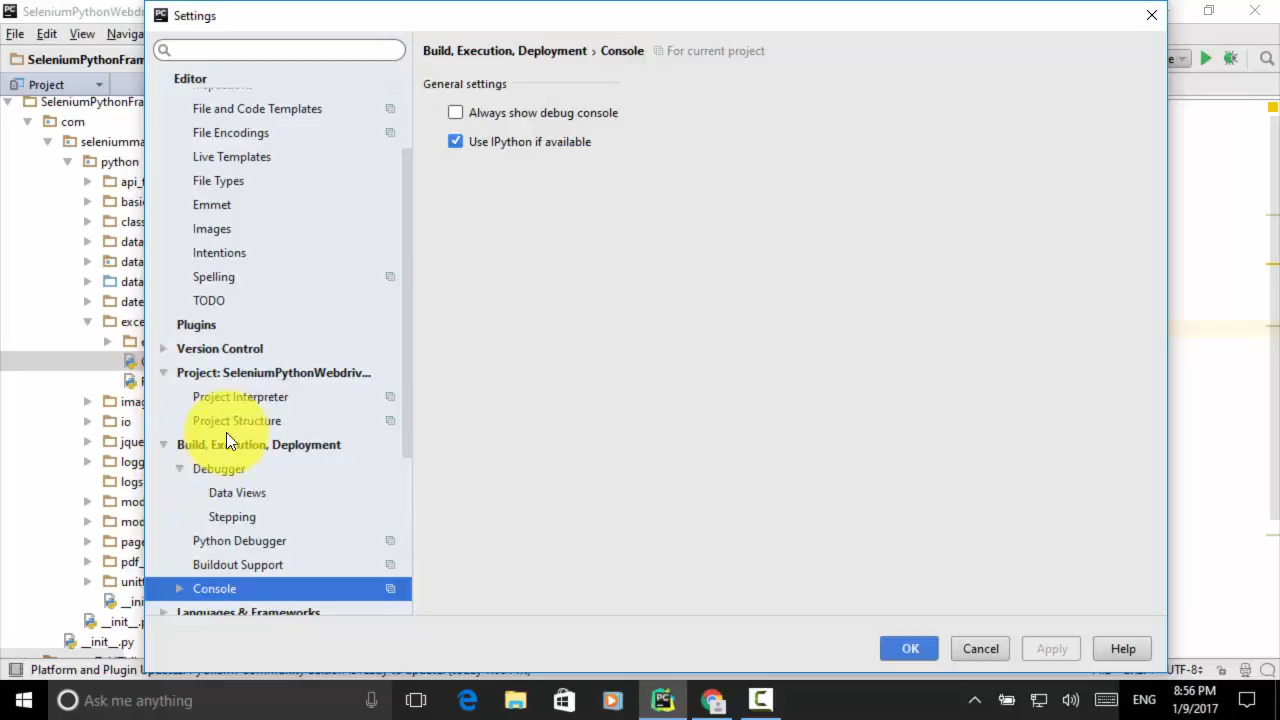 SeleniumPythonWebdr
Settings
File Edit View Naviga
SeleniumPythonFram
Build, Execution, Deployment › Console For current project
Editor
Project
General settings
SeleniumPythonFra
File and Code Templates
Always show debug console
com
File Encodings
Use IPython if available
seleniumma
Live Templates
python
File Types
api_t
Emmet
basic
Images
class
data
Intentions
data
Spelling
data
TODO
date
Plugins
exce
Version Control
Project: SeleniumPythonWebdriv...
Project Interpreter
imag
Project Structure
io
Build, Execution, Deployment
jque
Debugger
logg
Data Views
logs
Stepping
mod
mod
Python Debugger
page
Buildout Support
pdf_
Console
unitt
Languages & Frameworks
__ini
__init__.p
__init__.py
OK Cancel Apply Help
Platform and Plugin U
UTF-8
Ask me anything
ENG
8:56 PM
1/9/2017